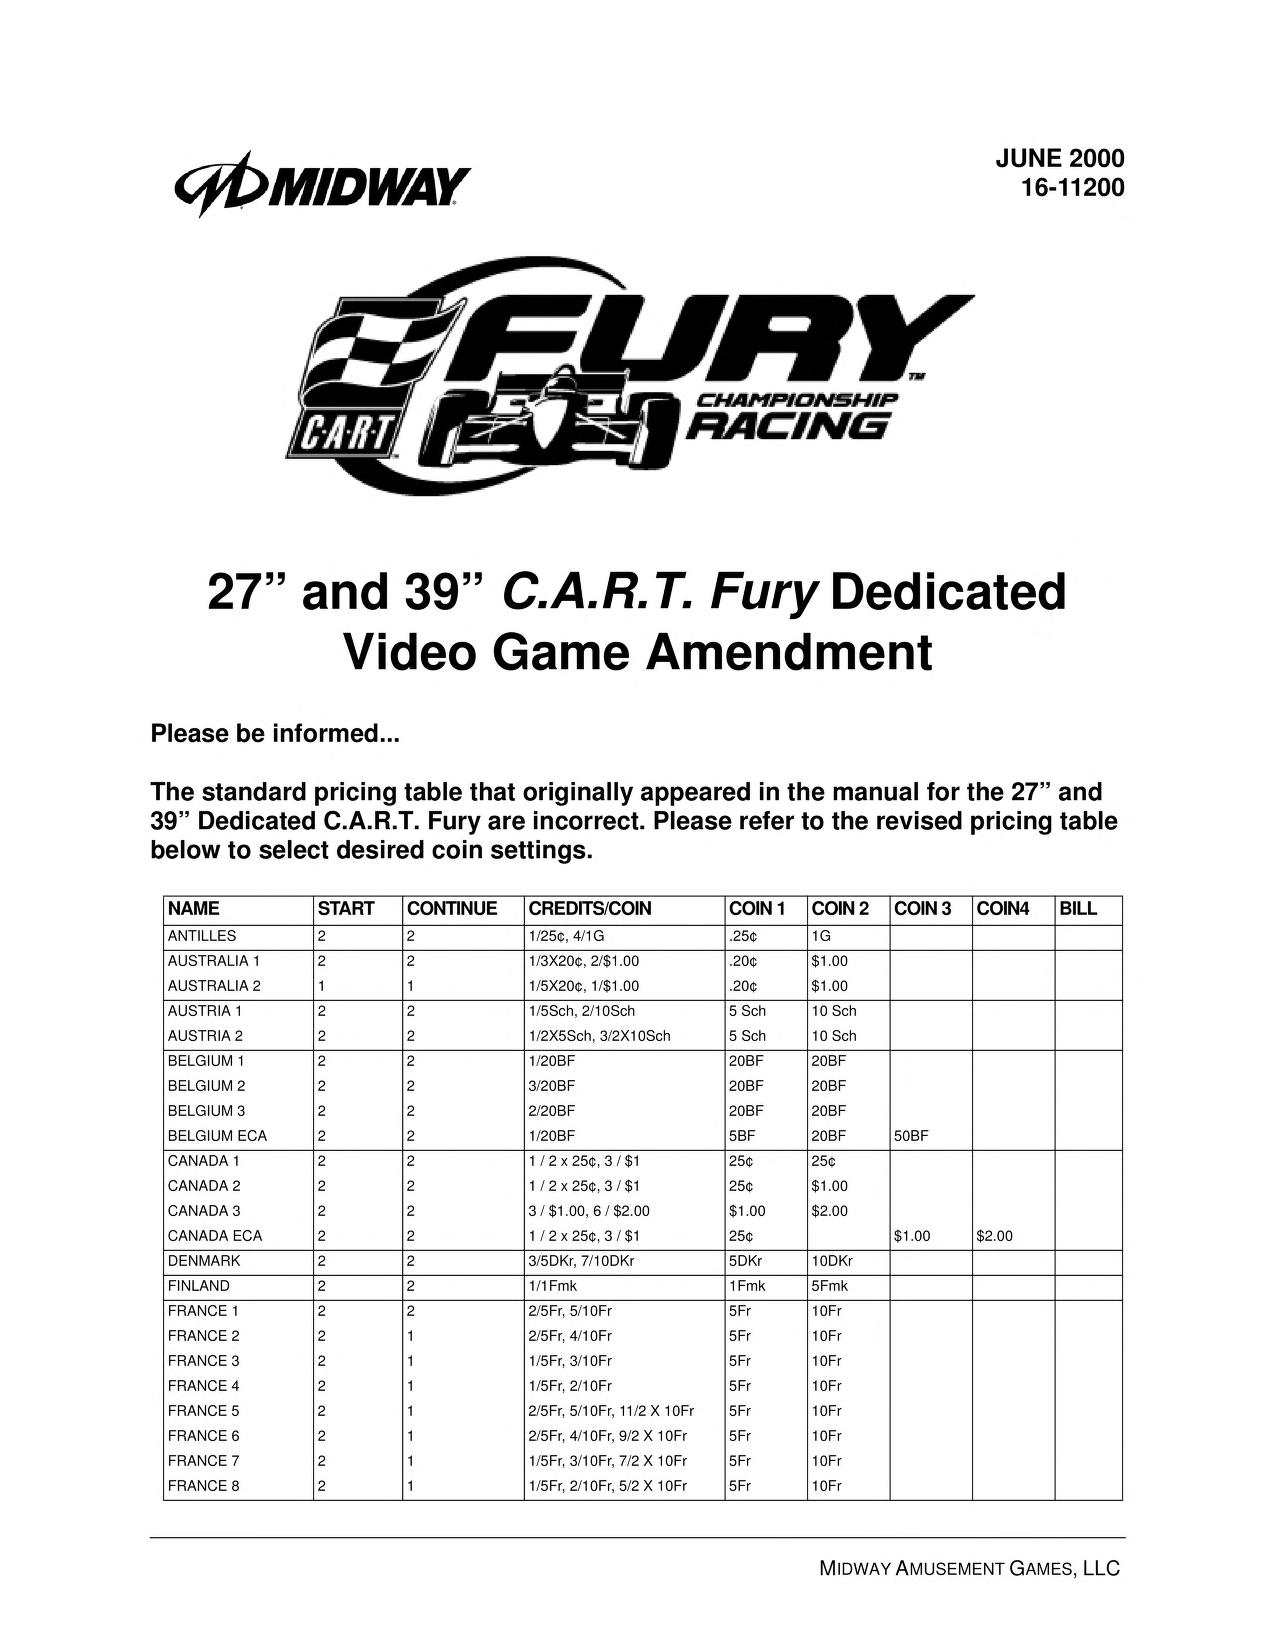 MIDWAY
JUNE 2000
16-11200
FURY™
CHAMPIONSHIP
RACING
C·A·R·T™
27” and 39” C.A.R.T. Fury Dedicated
Video Game Amendment
Please be informed...
The standard pricing table that originally appeared in the manual for the 27” and
39” Dedicated C.A.R.T. Fury are incorrect. Please refer to the revised pricing table
below to select desired coin settings.
NAME START CONTINUE CREDITS/COIN COIN 1 COIN 2 COIN 3 COIN4 BILL
ANTILLES 2 2 1/25¢, 4/1G .25¢ 1G
AUSTRALIA 1 2 2 1/3X20¢, 2/$1.00 .20¢ $1.00
AUSTRALIA 2 1 1 1/5X20¢, 1/$1.00 .20¢ $1.00
AUSTRIA 1 2 2 1/5Sch, 2/10Sch 5 Sch 10 Sch
AUSTRIA 2 2 2 1/2X5Sch, 3/2X10Sch 5 Sch 10 Sch
BELGIUM 1 2 2 1/20BF 20BF 20BF
BELGIUM 2 2 2 3/20BF 20BF 20BF
BELGIUM 3 2 2 2/20BF 20BF 20BF
BELGIUM ECA 2 2 1/20BF 5BF 20BF 50BF
CANADA 1 2 2 1 / 2 x 25¢, 3 / $1 25¢ 25¢
CANADA 2 2 2 1 / 2 x 25¢, 3 / $1 25¢ $1.00
CANADA 3 2 2 3 / $1.00, 6 / $2.00 $1.00 $2.00
CANADA ECA 2 2 1 / 2 x 25¢, 3 / $1 25¢ $1.00 $2.00
DENMARK 2 2 3/5DKr, 7/10DKr 5DKr 10DKr
FINLAND 2 2 1/1Fmk 1Fmk 5Fmk
FRANCE 1 2 2 2/5Fr, 5/10Fr 5Fr 10Fr
FRANCE 2 2 1 2/5Fr, 4/10Fr 5Fr 10Fr
FRANCE 3 2 1 1/5Fr, 3/10Fr 5Fr 10Fr
FRANCE 4 2 1 1/5Fr, 2/10Fr 5Fr 10Fr
FRANCE 5 2 1 2/5Fr, 5/10Fr, 11/2 X 10Fr 5Fr 10Fr
FRANCE 6 2 1 2/5Fr, 4/10Fr, 9/2 X 10Fr 5Fr 10Fr
FRANCE 7 2 1 1/5Fr, 3/10Fr, 7/2 X 10Fr 5Fr 10Fr
FRANCE 8 2 1 1/5Fr, 2/10Fr, 5/2 X 10Fr 5Fr 10Fr
MIDWAY AMUSEMENT GAMES, LLC